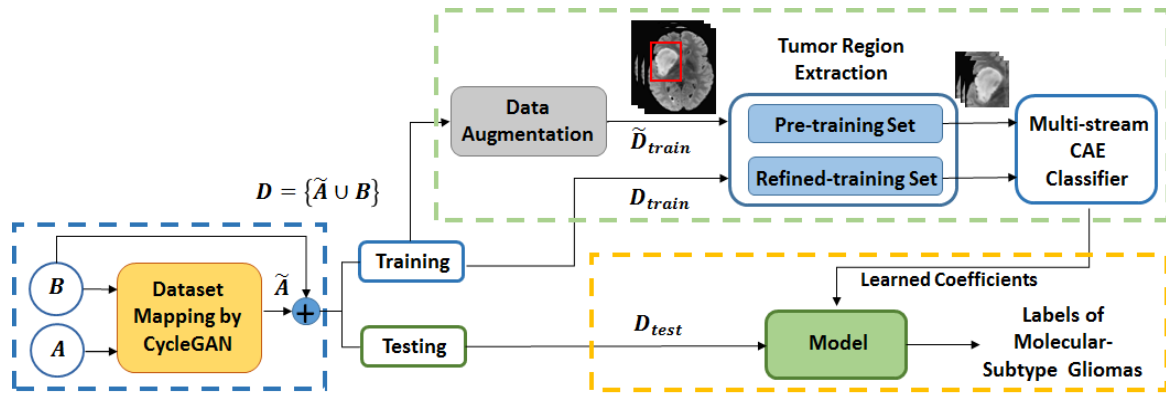 Tumor Region
Extraction
Data
Augmentation
D̃train
Pre-training Set
Refined-training Set
Multi-stream
CAE
Classifier
D = {Ã ∪ B}
Dtrain
B
A
Dataset
Mapping by
CycleGAN
Ã
+
Training
Testing
Learned Coefficients
Dtest
Model
Labels of
Molecular-
Subtype Gliomas